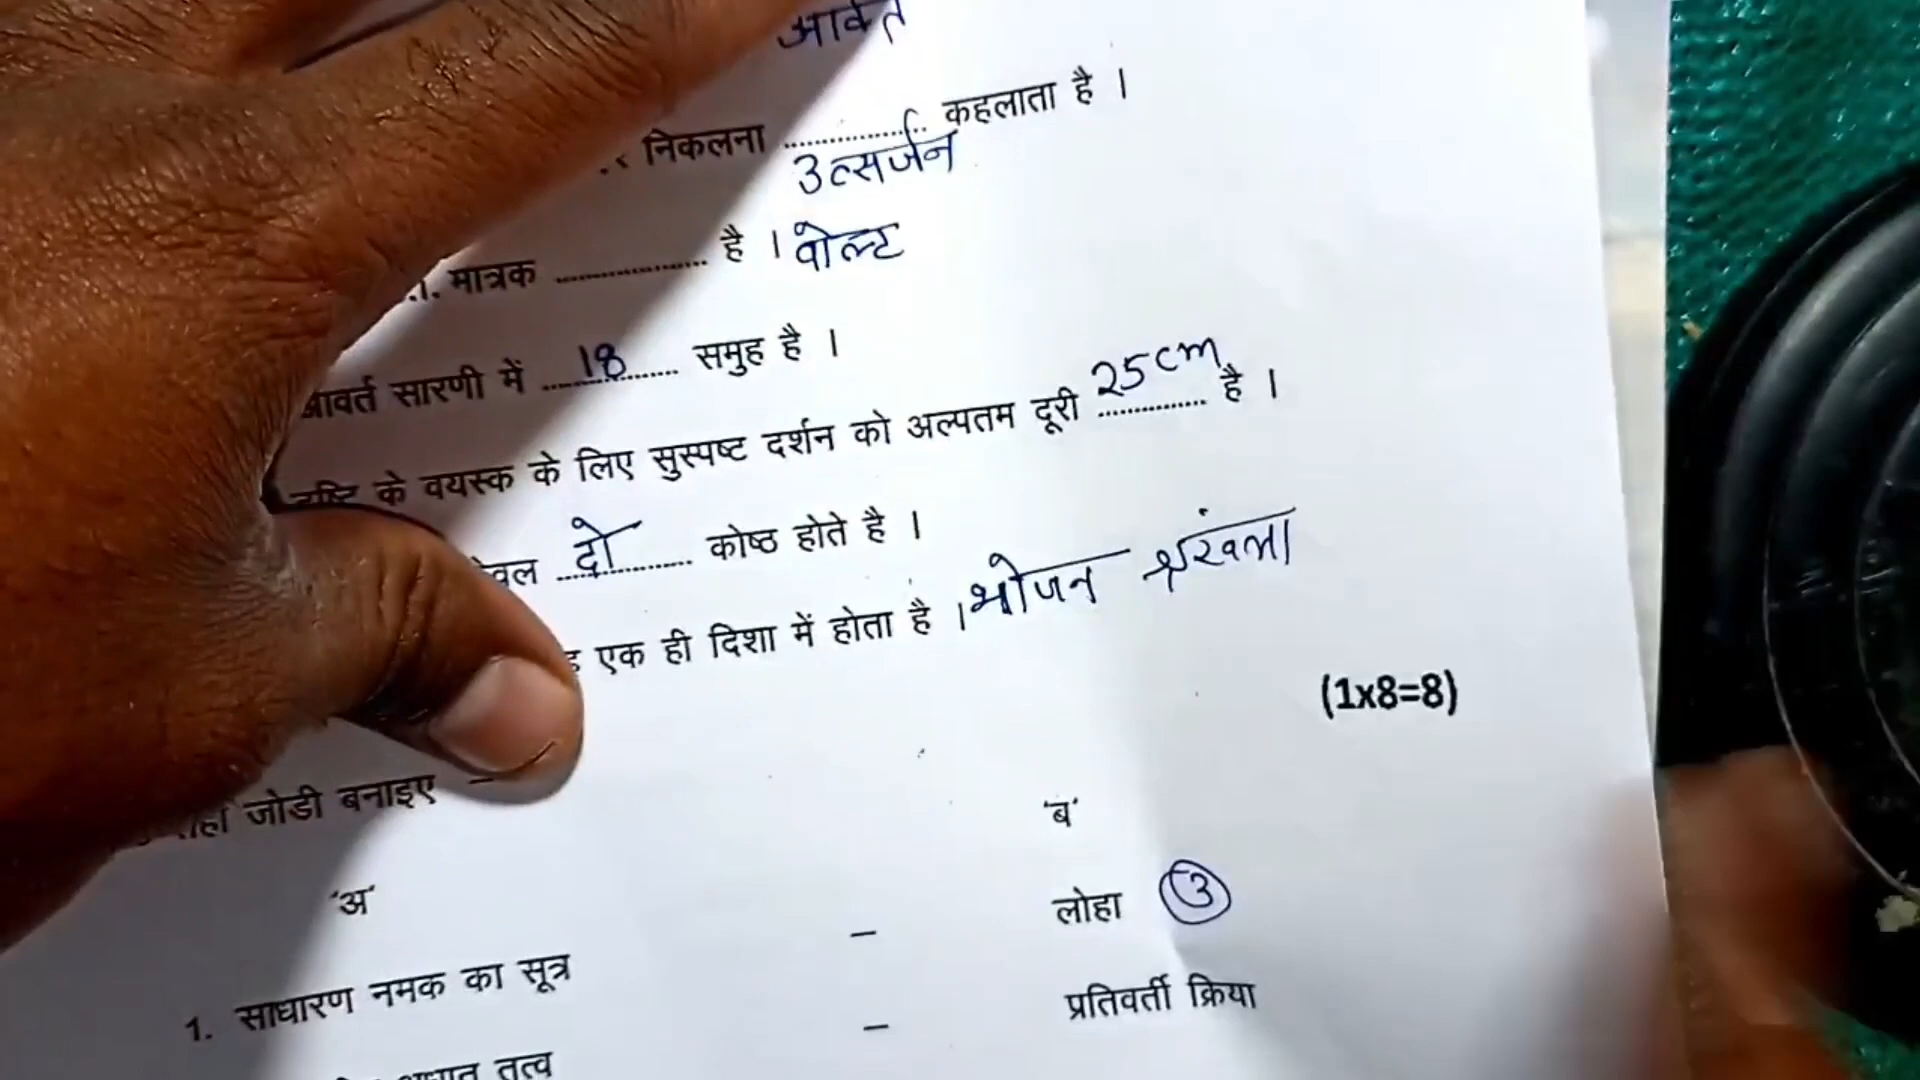 आवर्त
निकलना .............. कहलाता है ।
उत्सर्जन
मात्रक .............. है । वोल्ट
आवर्त सारणी में ...18... समुह है ।
के वयस्क के लिए सुस्पष्ट दर्शन को अल्पतम दूरी 25cm है ।
दो कोष्ठ होते है ।
एक ही दिशा में होता है । भोजन श्रृंखला
(1x8=8)
जोडी बनाइए –
'अ' 'ब'
1. साधारण नमक का सूत्र – लोहा 3
तत्व – प्रतिवर्ती क्रिया